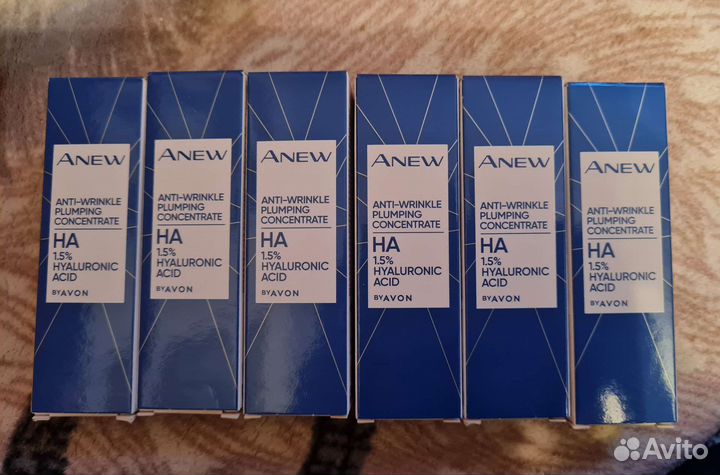 ANEW
ANTI-WRINKLE
PLUMPING
CONCENTRATE
HA
1.5%
HYALURONIC
ACID
BY AVON
ANEW
ANTI-WRINKLE
PLUMPING
CONCENTRATE
HA
1.5%
HYALURONIC
ACID
BY AVON
ANEW
ANTI-WRINKLE
PLUMPING
CONCENTRATE
HA
1.5%
HYALURONIC
ACID
BY AVON
ANEW
ANTI-WRINKLE
PLUMPING
CONCENTRATE
HA
1.5%
HYALURONIC
ACID
BY AVON
ANEW
ANTI-WRINKLE
PLUMPING
CONCENTRATE
HA
1.5%
HYALURONIC
ACID
BY AVON
ANEW
ANTI-WRINKLE
PLUMPING
CONCENTRATE
HA
1.5%
HYALURONIC
ACID
BY AVON
Avito